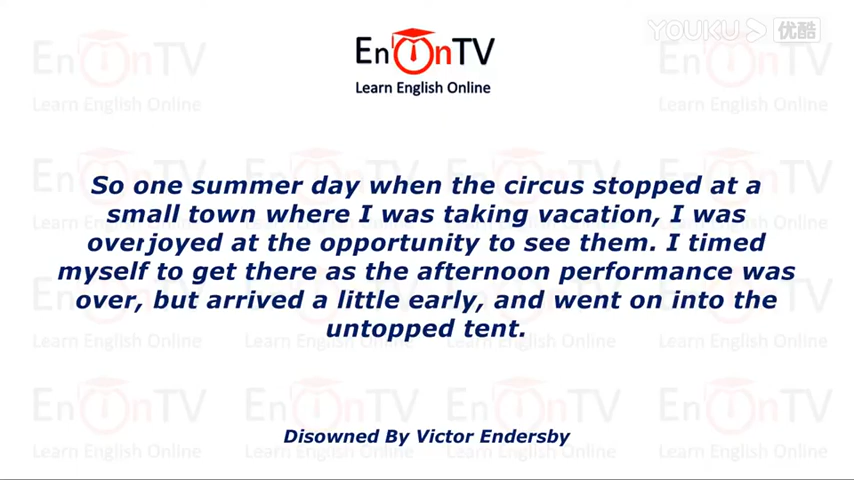 YOUKU 优酷
EnOnTV
Learn English Online
So one summer day when the circus stopped at a
small town where I was taking vacation, I was
overjoyed at the opportunity to see them. I timed
myself to get there as the afternoon performance was
over, but arrived a little early, and went on into the
untopped tent.
Disowned By Victor Endersby